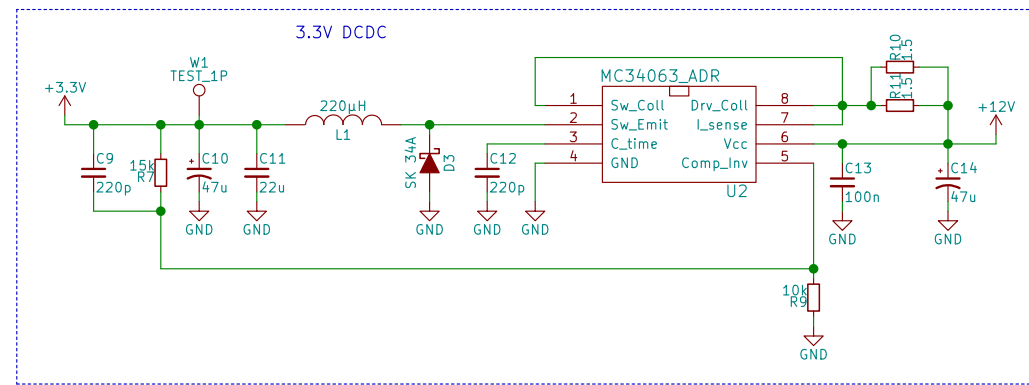 3.3V DCDC
W1
TEST_1P
+3.3V
C9
220p
15k
R7
C10
47u
C11
22u
220µH
L1
SK 34A
D3
C12
220p
MC34063_ADR
1 Sw_Coll Drv_Coll 8
2 Sw_Emit I_sense 7
3 C_time Vcc 6
4 GND Comp_Inv 5
U2
R10
1.5
R11
1.5
+12V
C13
100n
C14
47u
GND
GND
GND
GND
GND
GND
GND
10k
R9
GND